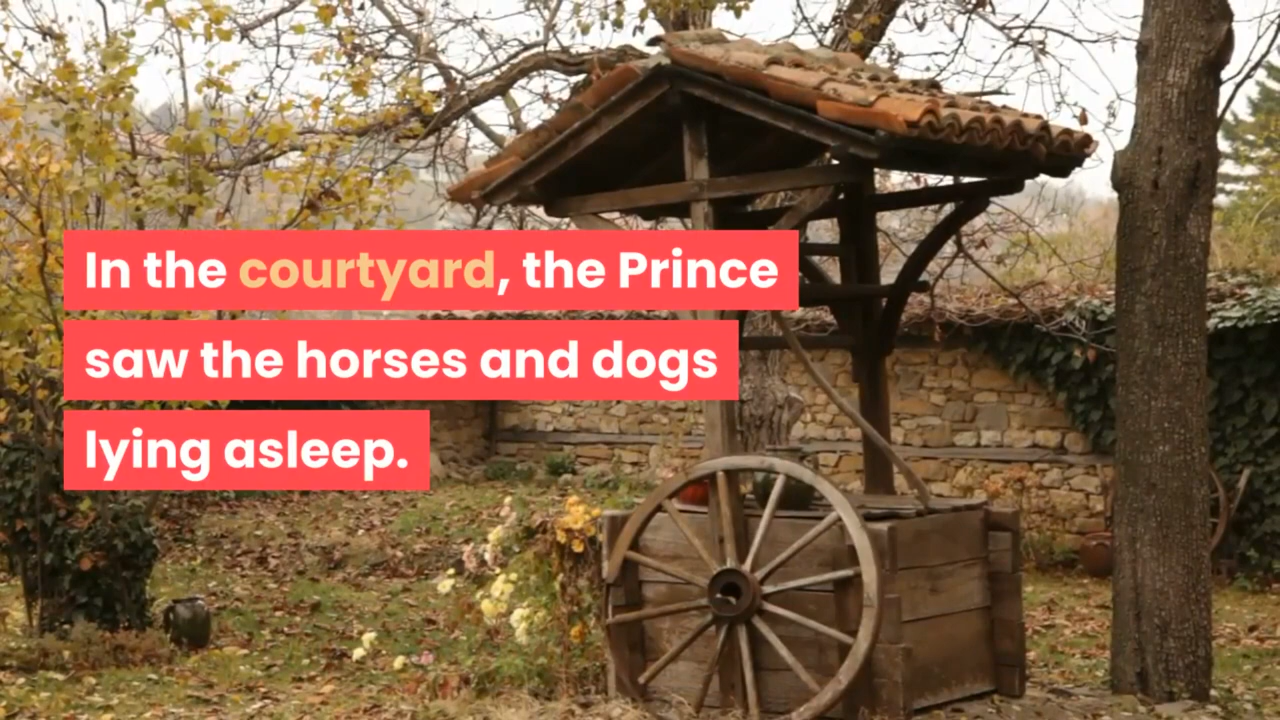 In the courtyard, the Prince
saw the horses and dogs
lying asleep.